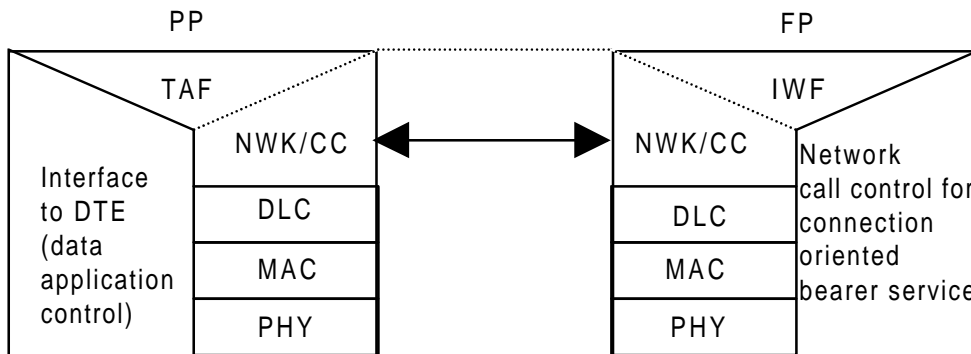 PP
FP
TAF
IWF
NWK/CC
NWK/CC
Interface
to DTE
(data
application
control)
DLC
MAC
PHY
DLC
MAC
PHY
Network
call control for
connection
oriented
bearer service